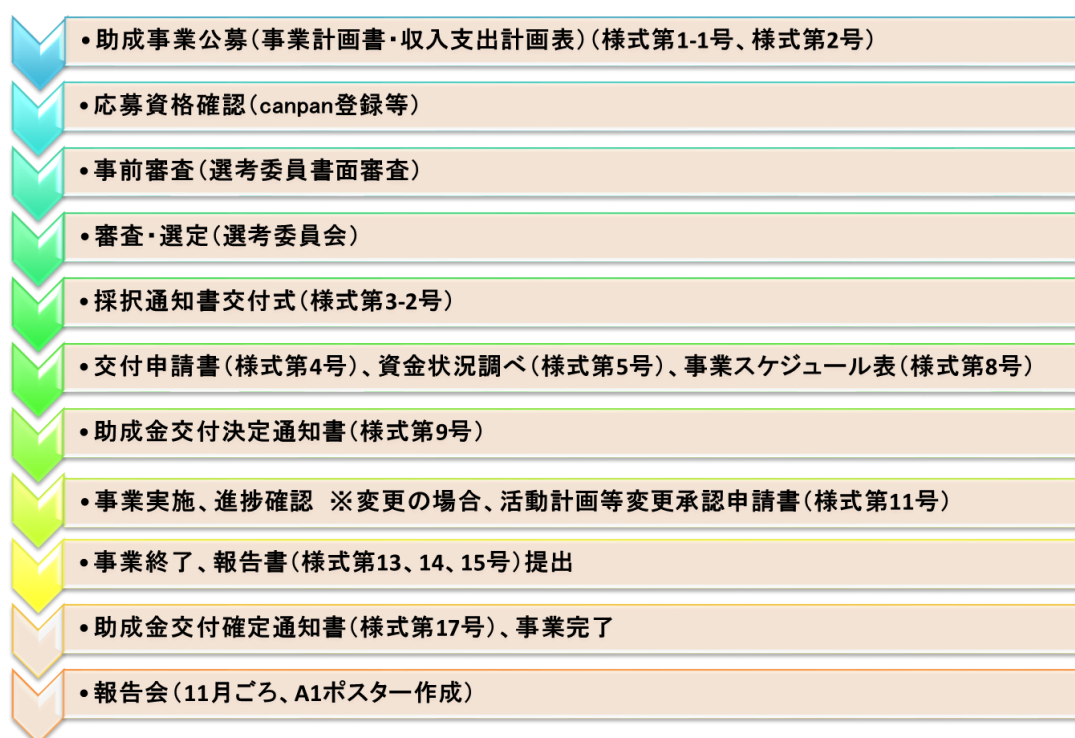 •助成事業公募(事業計画書・収入支出計画表)(様式第1-1号、様式第2号)
•応募資格確認(canpan登録等)
•事前審査(選考委員書面審査)
•審査・選定(選考委員会)
•採択通知書交付式(様式第3-2号)
•交付申請書(様式第4号)、資金状況調べ(様式第5号)、事業スケジュール表(様式第8号)
•助成金交付決定通知書(様式第9号)
•事業実施、進捗確認 ※変更の場合、活動計画等変更承認申請書(様式第11号)
•事業終了、報告書(様式第13、14、15号)提出
•助成金交付確定通知書(様式第17号)、事業完了
•報告会(11月ごろ、A1ポスター作成)